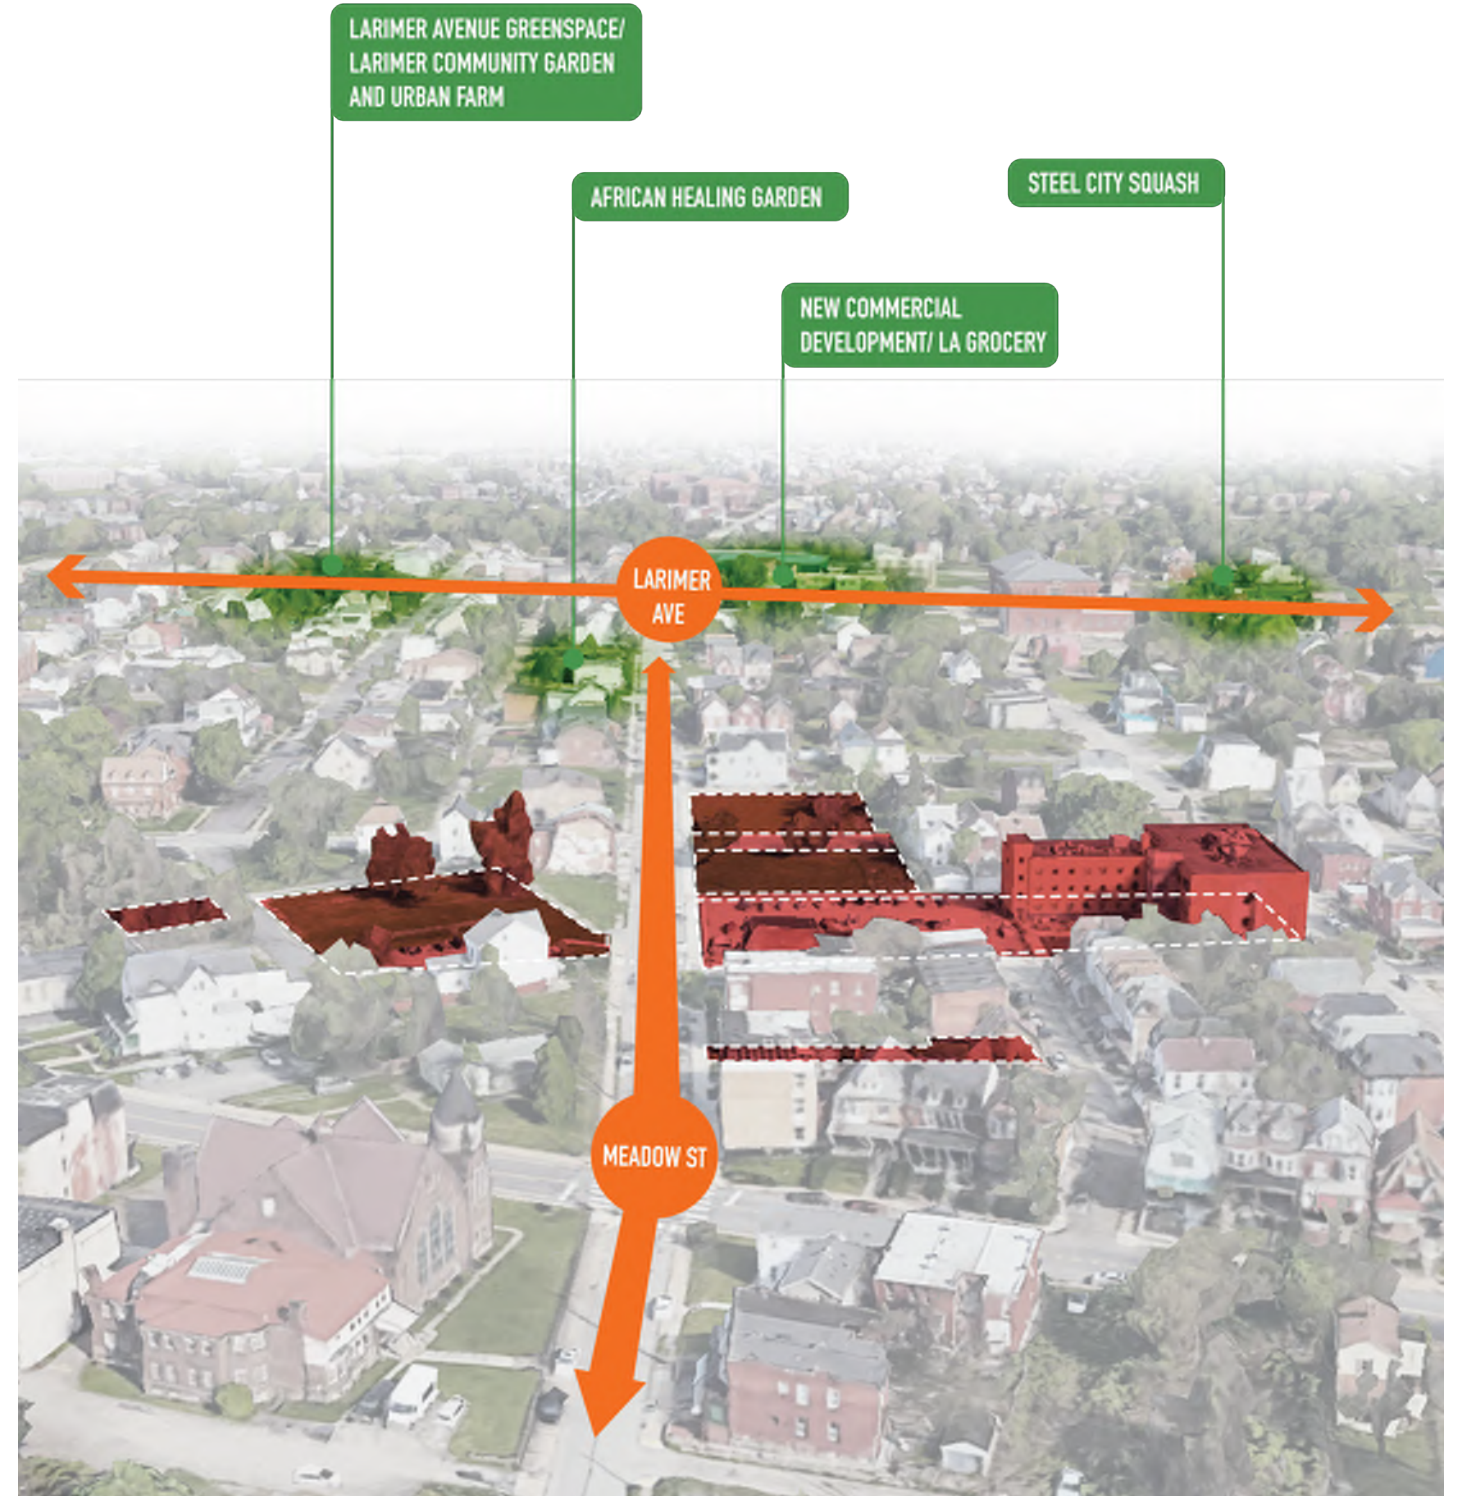 LARIMER AVENUE GREENSPACE/
LARIMER COMMUNITY GARDEN
AND URBAN FARM
AFRICAN HEALING GARDEN
STEEL CITY SQUASH
NEW COMMERCIAL
DEVELOPMENT/ LA GROCERY
LARIMER
AVE
MEADOW ST